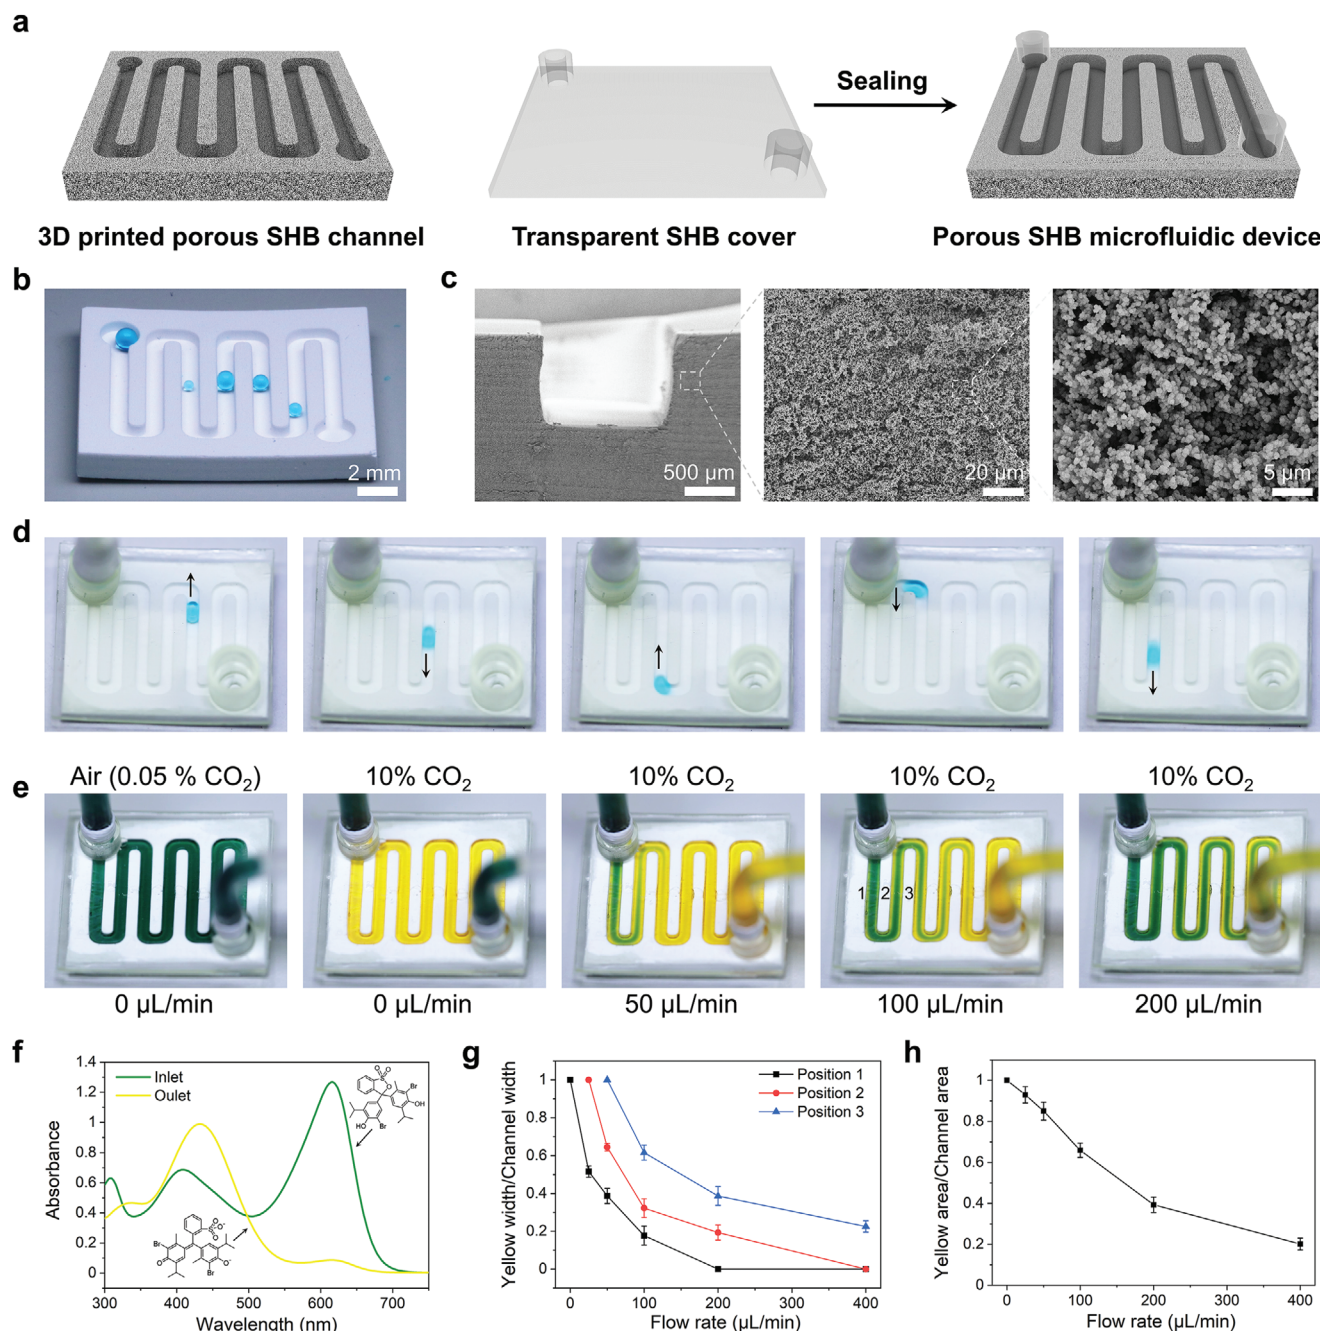 a
Sealing
3D printed porous SHB channel
Transparent SHB cover
Porous SHB microfluidic device
b
2 mm
c
500 µm
20 µm
5 µm
d
e
Air (0.05 % CO₂)
10% CO₂
10% CO₂
10% CO₂
10% CO₂
1 2 3
0 µL/min
0 µL/min
50 µL/min
100 µL/min
200 µL/min
f
Absorbance
1.4
1.2
1
0.8
0.6
0.4
0.2
0
Inlet
Oulet
300 400 500 600 700
Wavelength (nm)
g
Yellow width/Channel width
1
0.8
0.6
0.4
0.2
0
Position 1
Position 2
Position 3
0 100 200 300 400
Flow rate (µL/min)
h
Yellow area/Channel area
1
0.8
0.6
0.4
0.2
0 100 200 300 400
Flow rate (µL/min)